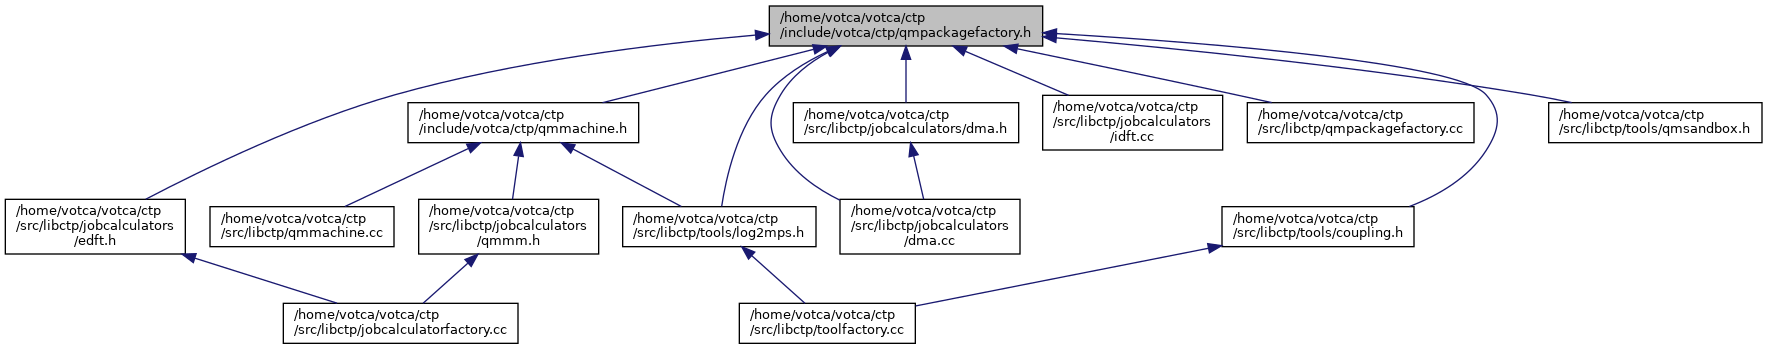 /home/votca/votca/ctp
/include/votca/ctp/qmpackagefactory.h
/home/votca/votca/ctp
/include/votca/ctp/qmmachine.h
/home/votca/votca/ctp
/src/libctp/jobcalculators/dma.h
/home/votca/votca/ctp
/src/libctp/jobcalculators
/idft.cc
/home/votca/votca/ctp
/src/libctp/qmpackagefactory.cc
/home/votca/votca/ctp
/src/libctp/tools/qmsandbox.h
/home/votca/votca/ctp
/src/libctp/jobcalculators
/edft.h
/home/votca/votca/ctp
/src/libctp/qmmachine.cc
/home/votca/votca/ctp
/src/libctp/jobcalculators
/qmmm.h
/home/votca/votca/ctp
/src/libctp/tools/log2mps.h
/home/votca/votca/ctp
/src/libctp/jobcalculators
/dma.cc
/home/votca/votca/ctp
/src/libctp/tools/coupling.h
/home/votca/votca/ctp
/src/libctp/jobcalculatorfactory.cc
/home/votca/votca/ctp
/src/libctp/toolfactory.cc